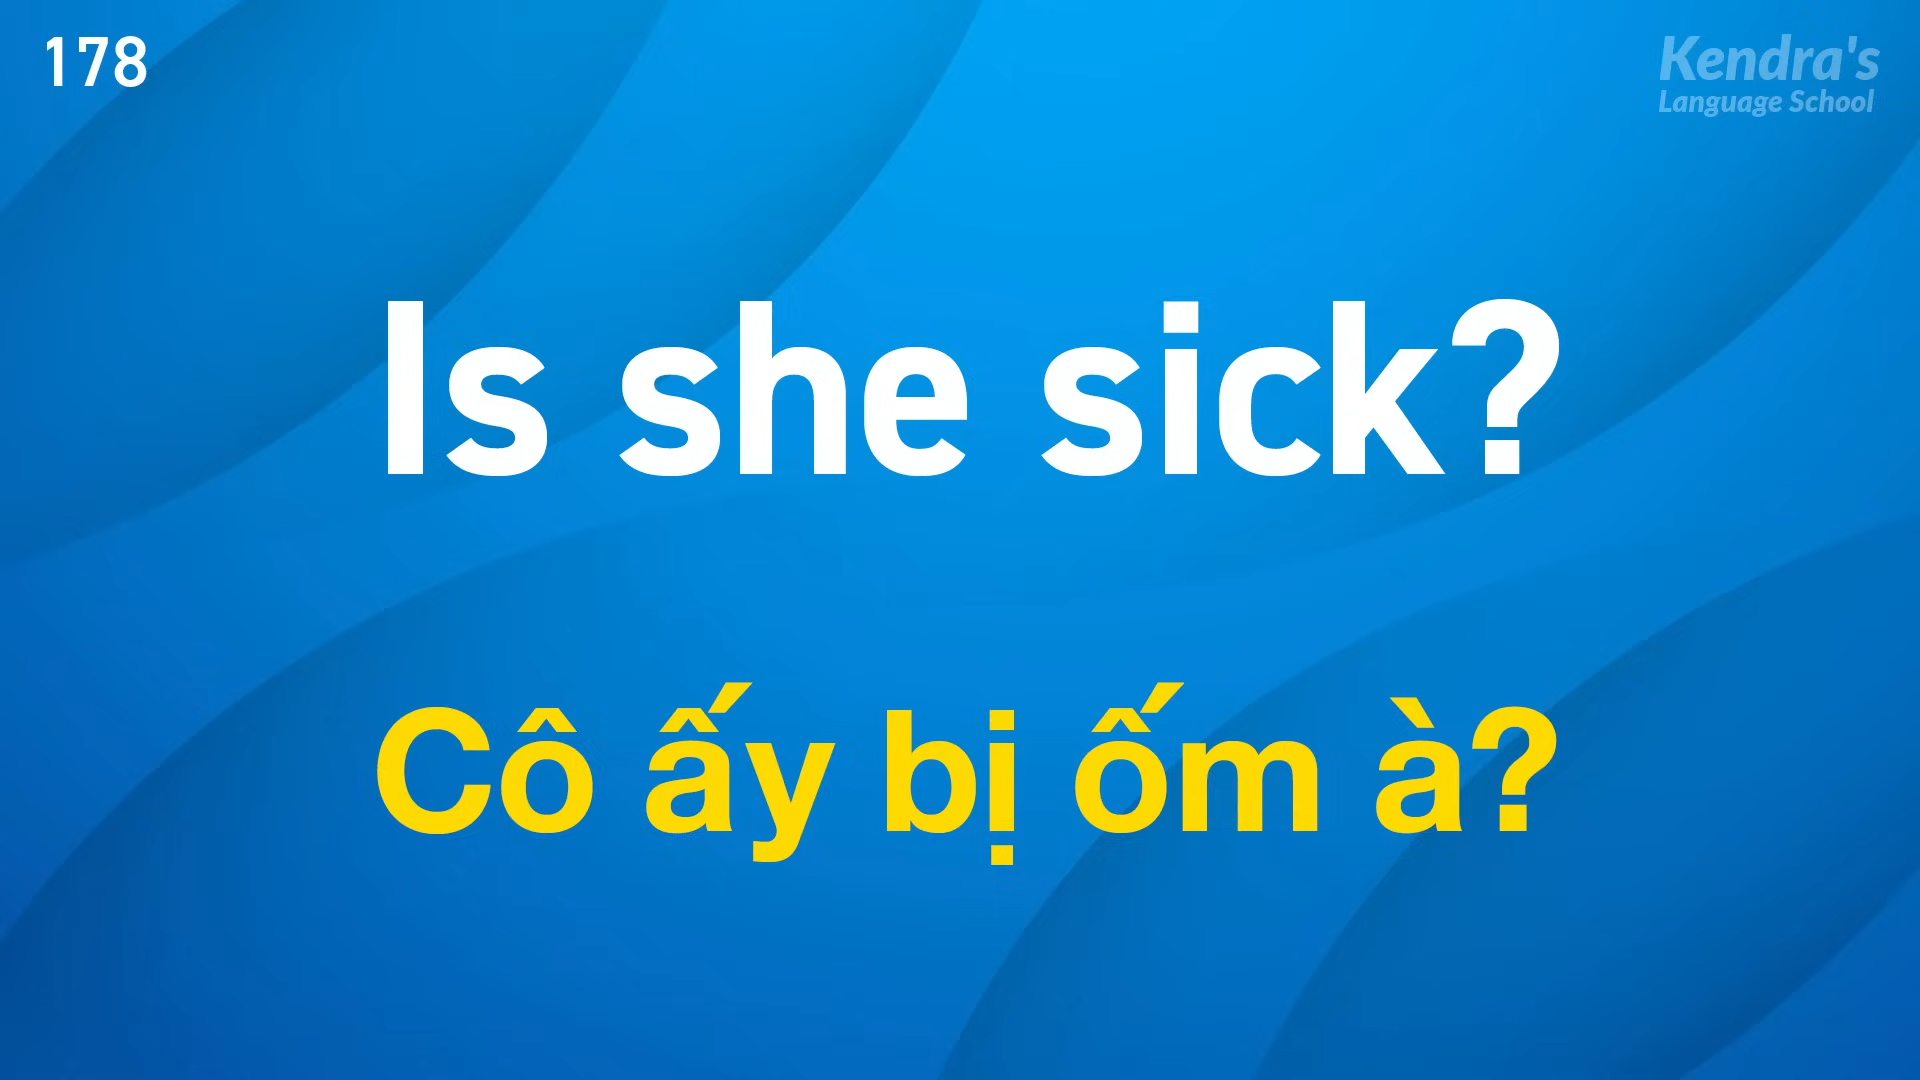 178
Kendra's
Language School
Is she sick?
Cô ấy bị ốm à?